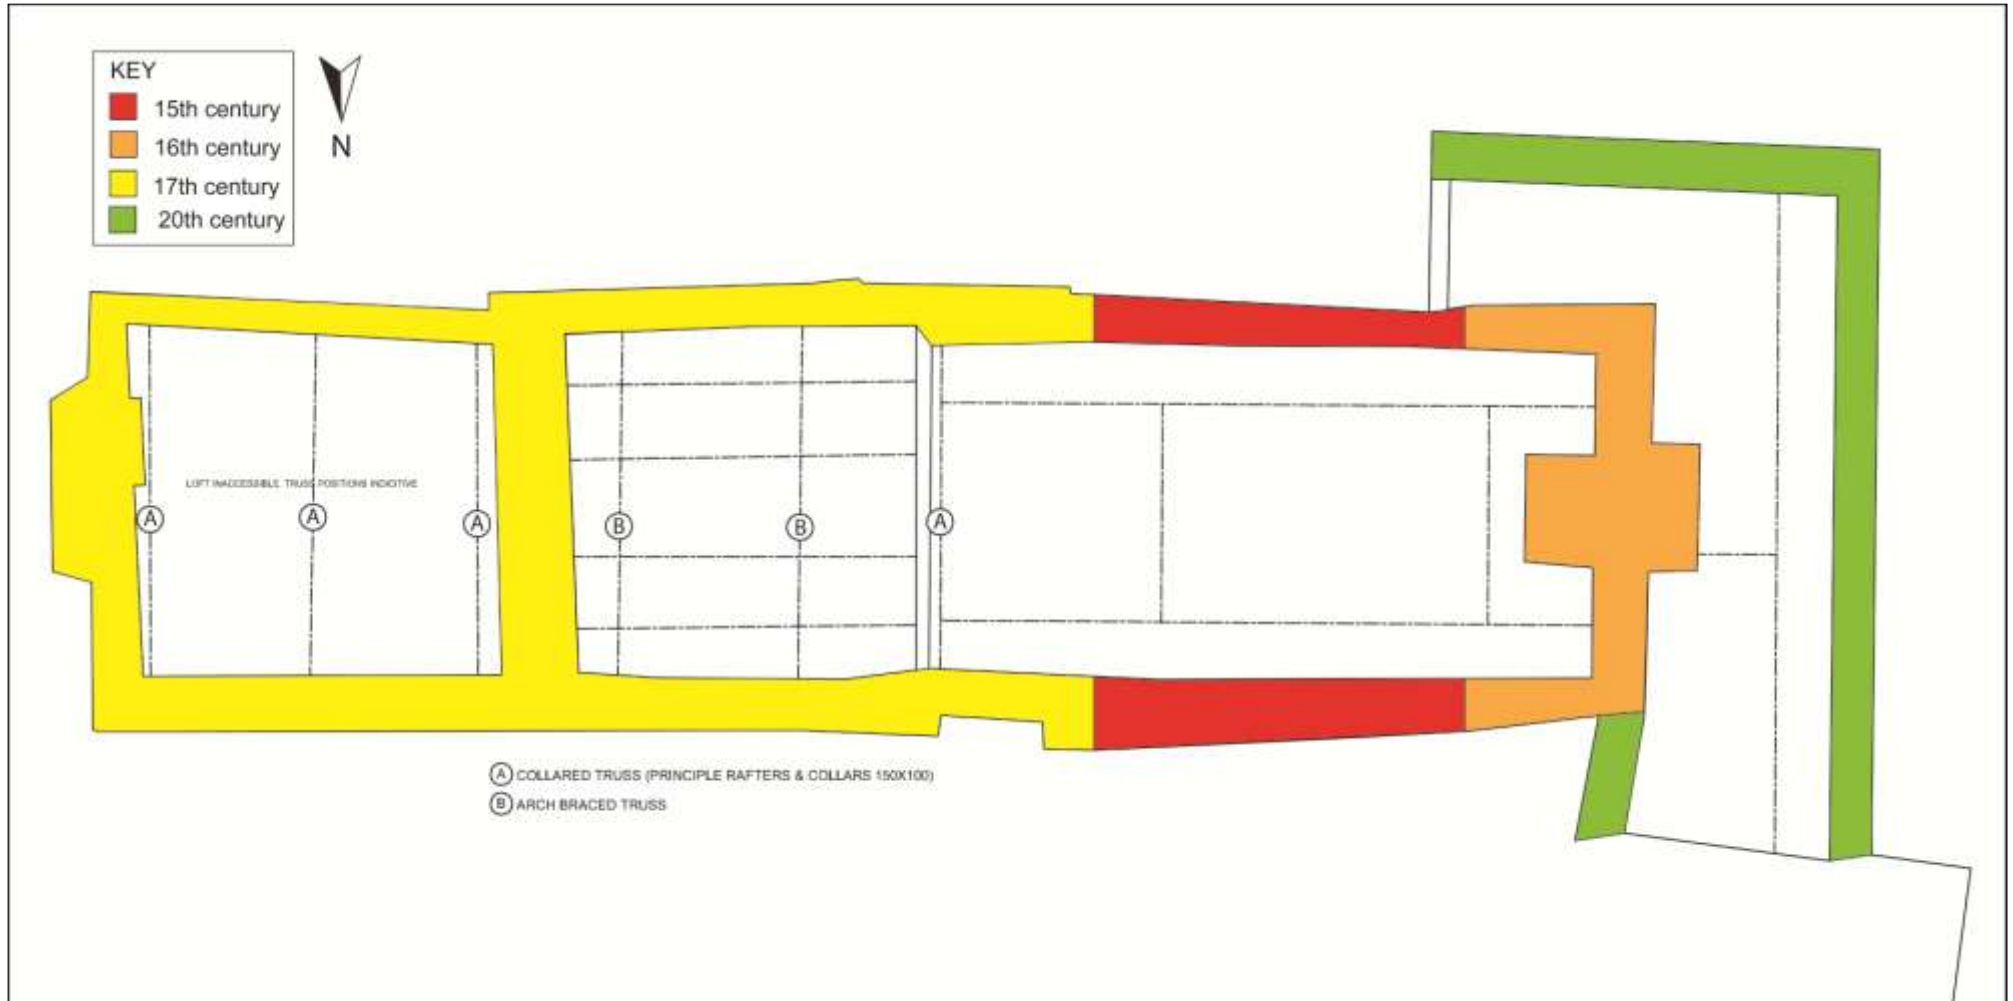 KEY
15th century
16th century
17th century
20th century
N
LOFT INACCESSIBLE. TRUSS POSITIONS INDICITIVE
A
A
A
B
B
A
A COLLARED TRUSS (PRINCIPLE RAFTERS & COLLARS 150X100)
B ARCH BRACED TRUSS